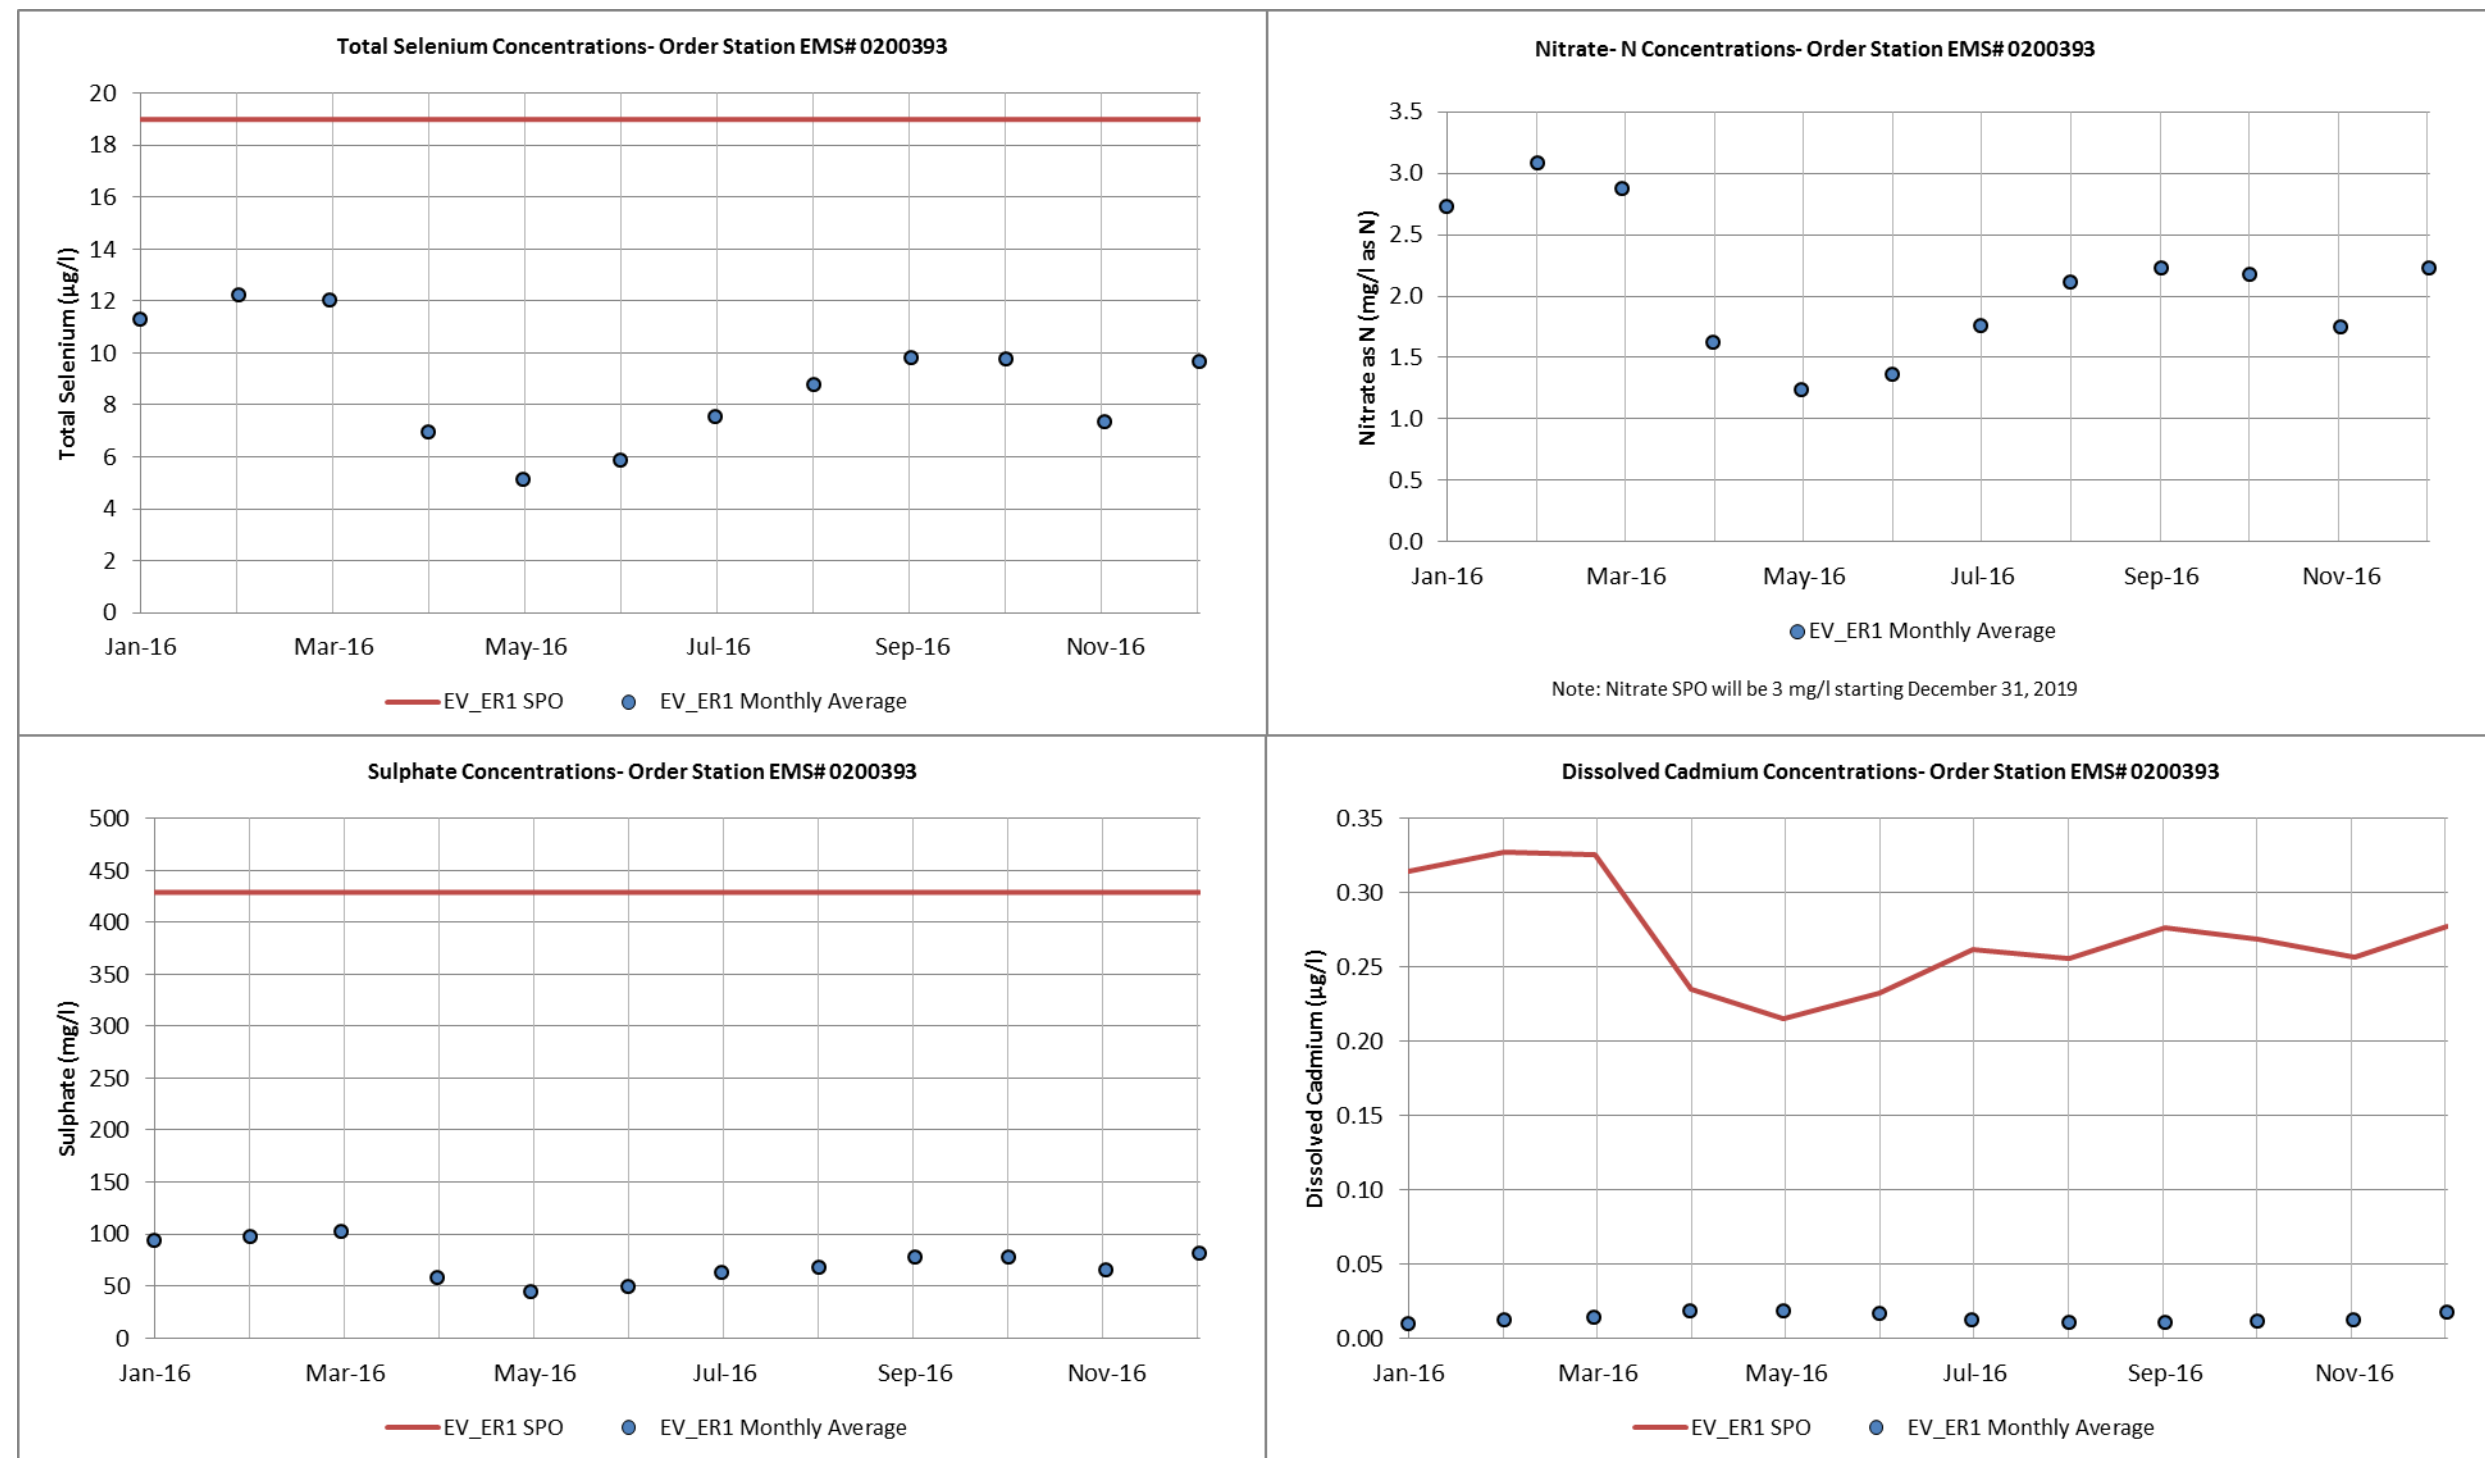 Total Selenium Concentrations- Order Station EMS# 0200393
20
18
16
14
12
10
8
6
4
2
0
Total Selenium (µg/l)
Jan-16 Mar-16 May-16 Jul-16 Sep-16 Nov-16
EV_ER1 SPO EV_ER1 Monthly Average
Nitrate- N Concentrations- Order Station EMS# 0200393
3.5
3.0
2.5
2.0
1.5
1.0
0.5
0.0
Nitrate as N (mg/l as N)
Jan-16 Mar-16 May-16 Jul-16 Sep-16 Nov-16
EV_ER1 Monthly Average
Note: Nitrate SPO will be 3 mg/l starting December 31, 2019
Sulphate Concentrations- Order Station EMS# 0200393
500
450
400
350
300
250
200
150
100
50
0
Sulphate (mg/l)
Jan-16 Mar-16 May-16 Jul-16 Sep-16 Nov-16
EV_ER1 SPO EV_ER1 Monthly Average
Dissolved Cadmium Concentrations- Order Station EMS# 0200393
0.35
0.30
0.25
0.20
0.15
0.10
0.05
0.00
Dissolved Cadmium (µg/l)
Jan-16 Mar-16 May-16 Jul-16 Sep-16 Nov-16
EV_ER1 SPO EV_ER1 Monthly Average